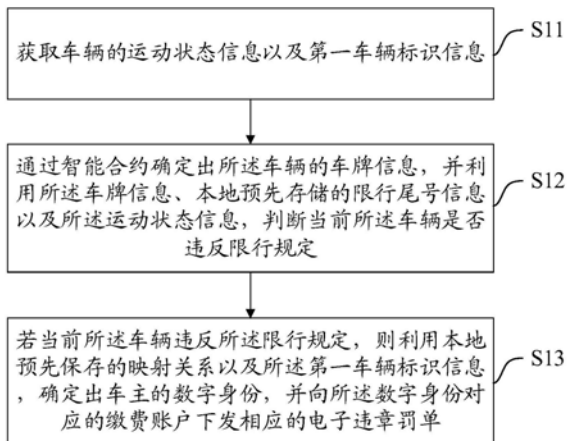 获取车辆的运动状态信息以及第一车辆标识信息
S11
通过智能合约确定出所述车辆的车牌信息，并利
用所述车牌信息、本地预先存储的限行尾号信息
以及所述运动状态信息，判断当前所述车辆是否
违反限行规定
S12
若当前所述车辆违反所述限行规定，则利用本地
预先保存的映射关系以及所述第一车辆标识信息
，确定出车主的数字身份，并向所述数字身份对
应的缴费账户下发相应的电子违章罚单
S13